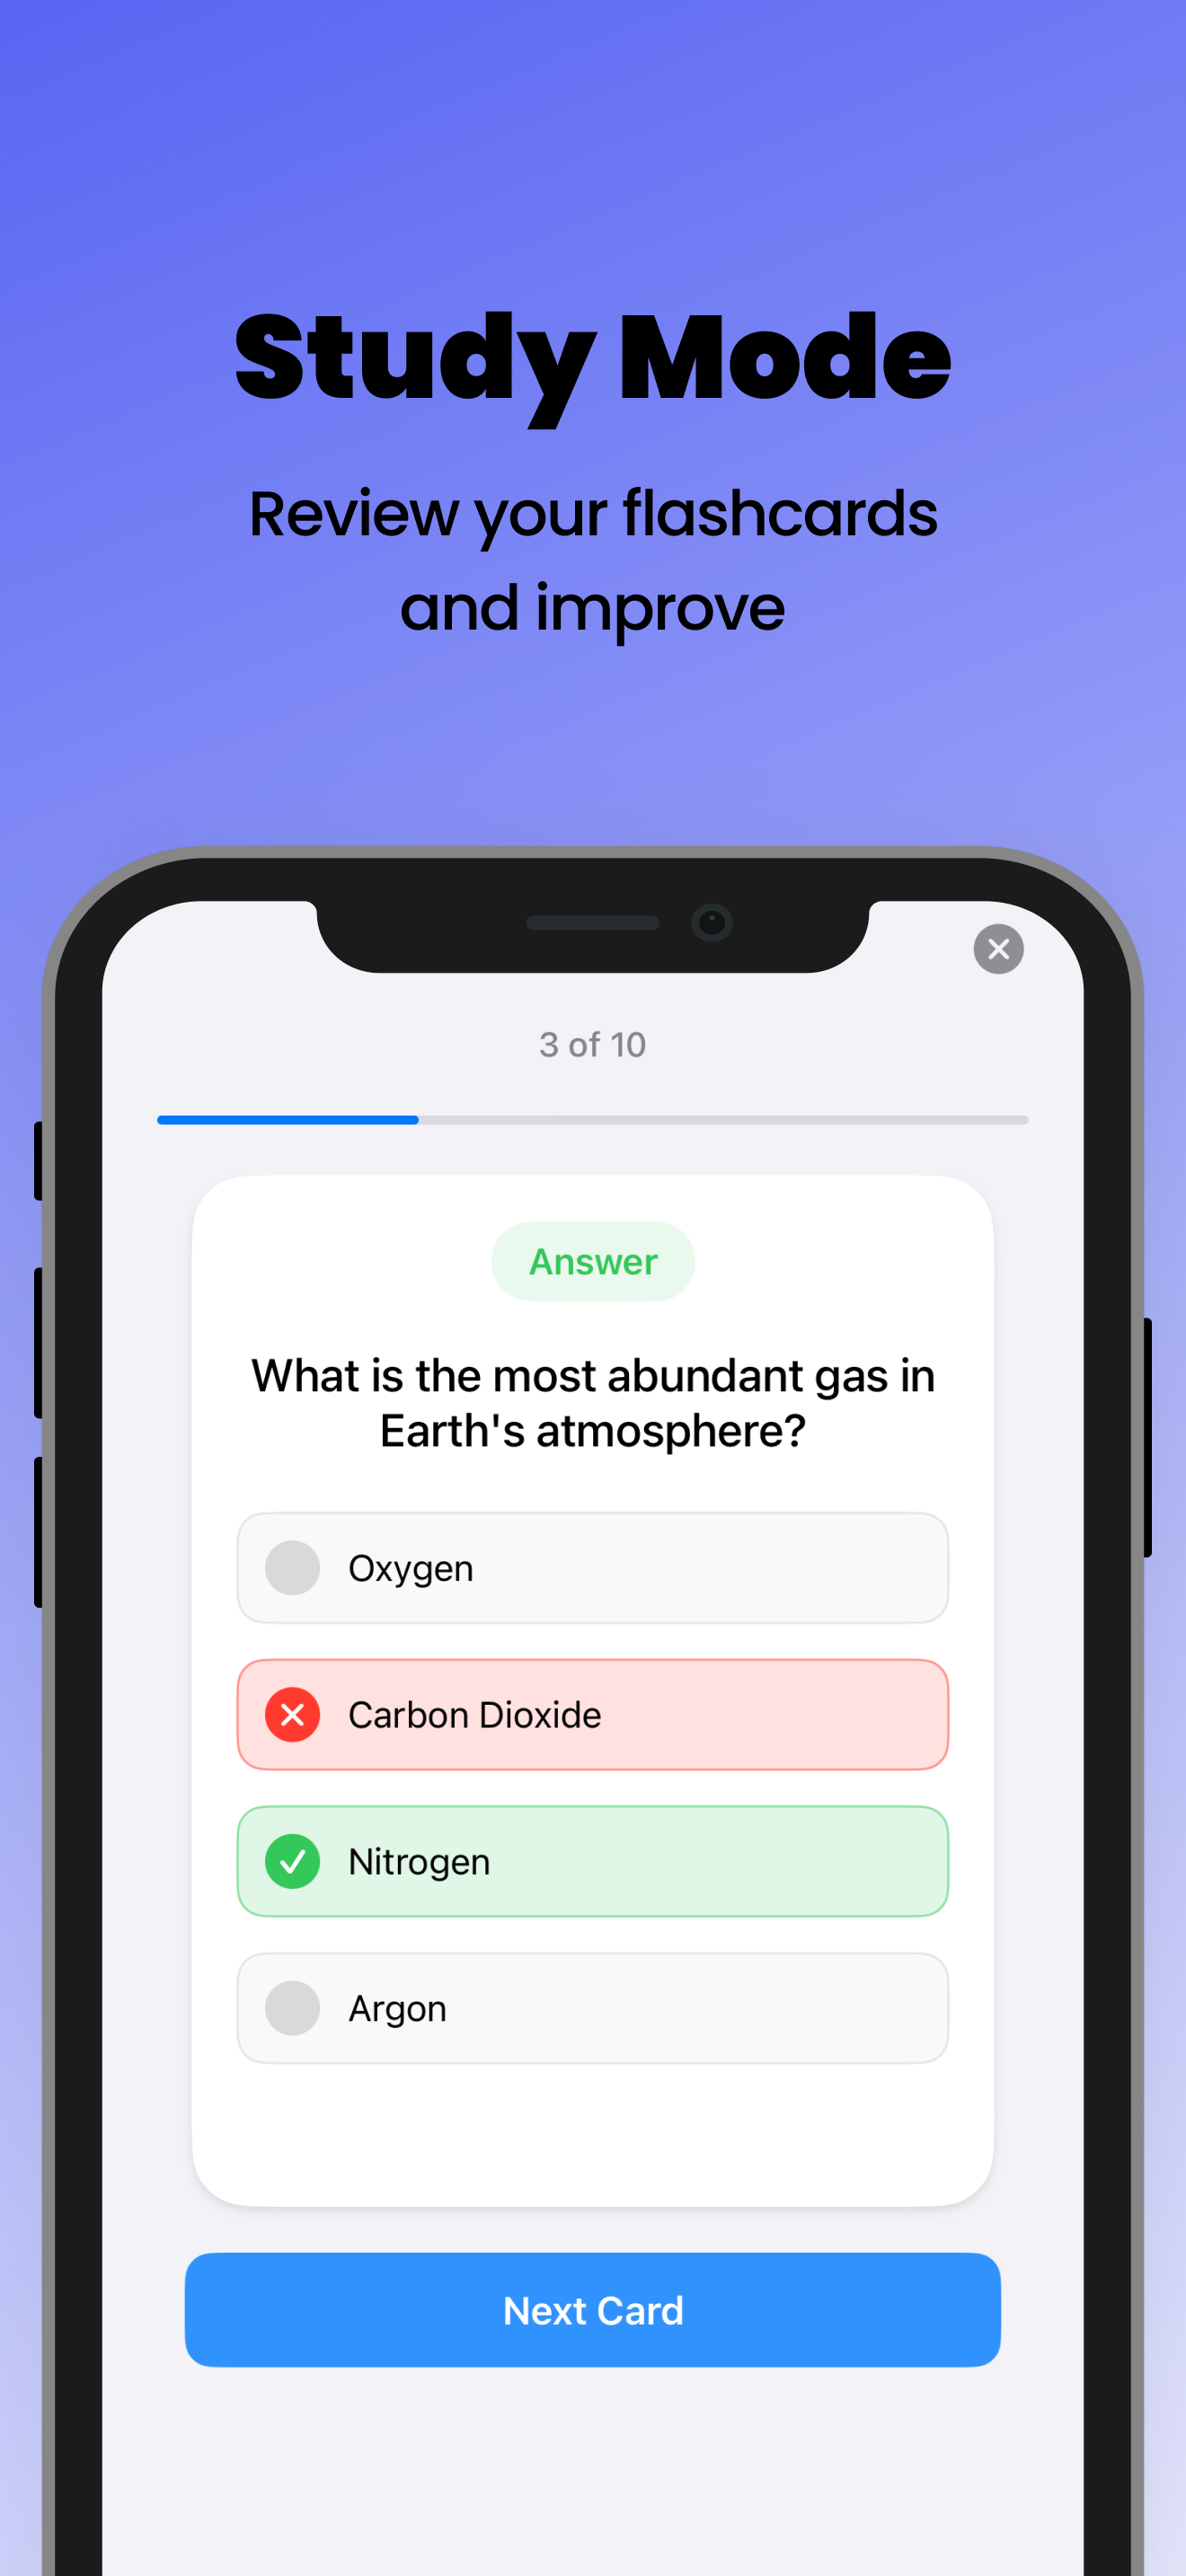 Study Mode
Review your flashcards
and improve
3 of 10
Answer
What is the most abundant gas in
Earth's atmosphere?
Oxygen
Carbon Dioxide
Nitrogen
Argon
Next Card